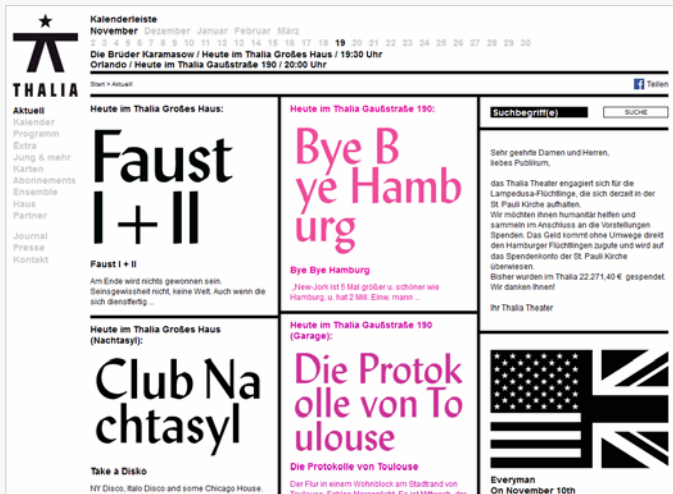 Kalenderleiste
November Dezember Januar Februar März
2 3 4 5 6 7 8 9 10 11 12 13 14 15 16 17 18 19 20 21 22 23 24 25 26 27 28 29 30
Die Brüder Karamasow / Heute im Thalia Großes Haus / 19:30 Uhr
Orlando / Heute im Thalia Gaußstraße 190 / 20:00 Uhr
THALIA
Start > Aktuell
Teilen
Aktuell
Kalender
Programm
Extra
Jung & mehr
Karten
Abonnements
Ensemble
Haus
Partner
Journal
Presse
Kontakt
Heute im Thalia Großes Haus:
Faust
I + II
Faust I + II
Am Ende wird nichts gewonnen sein.
Seinsgewissheit nicht, keine Welt. Auch wenn die
sich dienstfertig ...
Heute im Thalia Großes Haus
(Nachtasyl):
Club Na
chtasyl
Take a Disko
NY Disco, Italo Disco and some Chicago House.
Heute im Thalia Gaußstraße 190:
Bye B
ye Hamb
urg
Bye Bye Hamburg
„New-Jork ist 5 Mal größer u. schöner wie
Hamburg, u. hat 2 Mill. Einw. mann ...
Heute im Thalia Gaußstraße 190
(Garage):
Die Protok
olle von To
ulouse
Die Protokolle von Toulouse
Der Flur in einem Wohnblock am Stadtrand von
Suchbegriff(e)
SUCHE
Sehr geehrte Damen und Herren,
liebes Publikum,
das Thalia Theater engagiert sich für die
Lampedusa-Flüchtlinge, die sich derzeit in der
St. Pauli Kirche aufhalten.
Wir möchten ihnen humanitär helfen und
sammeln im Anschluss an die Vorstellungen
Spenden. Das Geld kommt ohne Umwege direkt
den Hamburger Flüchtlingen zugute und wird auf
das Spendenkonto der St. Pauli Kirche
überwiesen.
Bisher wurden im Thalia 22.271,40 € gespendet.
Wir danken Ihnen!
Ihr Thalia Theater
Everyman
On November 10th